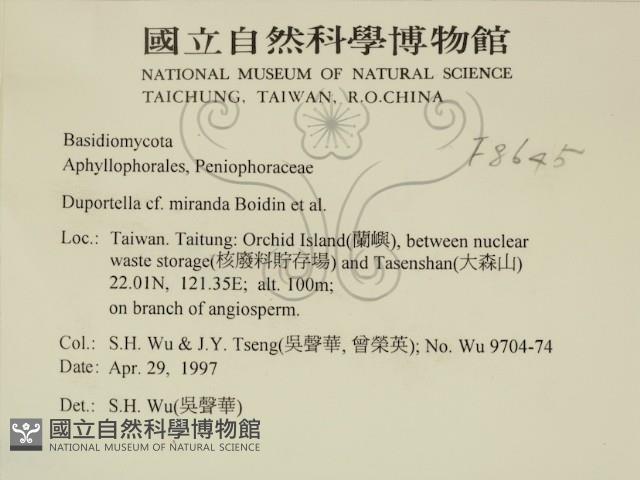 國立自然科學博物館
NATIONAL MUSEUM OF NATURAL SCIENCE
TAICHUNG, TAIWAN, R.O.CHINA
Basidiomycota
F8645
Aphyllophorales, Peniophoraceae
Duportella cf. miranda Boidin et al.
Loc.: Taiwan. Taitung: Orchid Island(蘭嶼), between nuclear
waste storage(核廢料貯存場) and Tasenshan(大森山)
22.01N, 121.35E; alt. 100m;
on branch of angiosperm.
Col.: S.H. Wu & J.Y. Tseng(吳聲華, 曾榮英); No. Wu 9704-74
Date: Apr. 29, 1997
Det.: S.H. Wu(吳聲華)
國立自然科學博物館
NATIONAL MUSEUM OF NATURAL SCIENCE